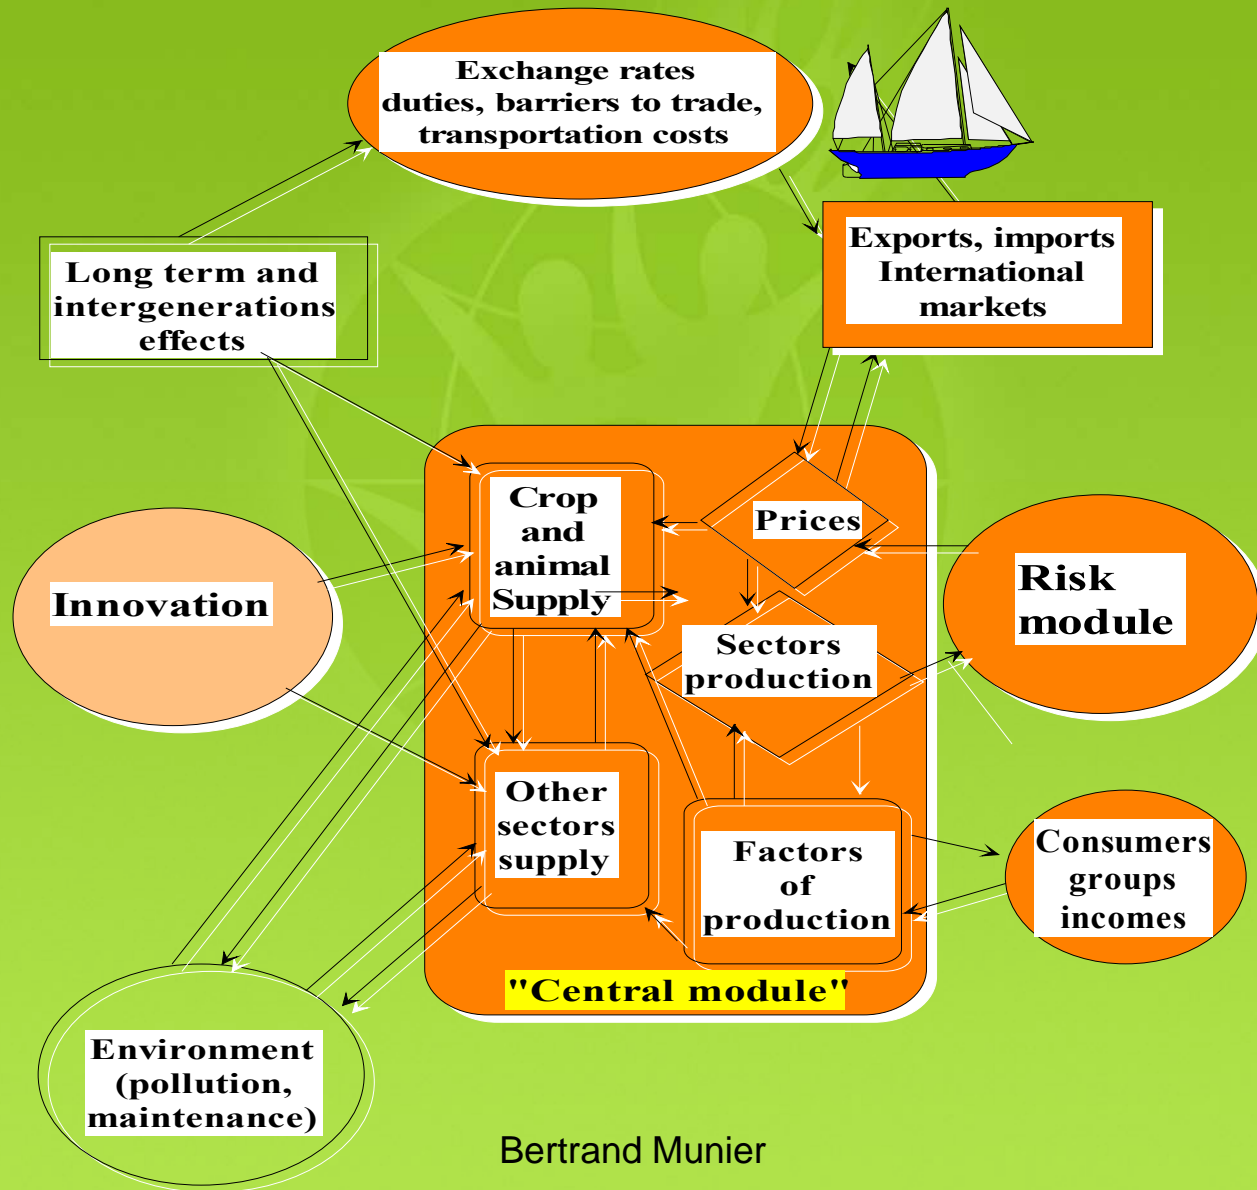 Exchange rates
duties, barriers to trade,
transportation costs
Exports, imports
International
markets
Long term and
intergenerations
effects
Crop
and
animal
Supply
Prices
Innovation
Risk
module
Sectors
production
Other
sectors
supply
Factors
of
production
Consumers
groups
incomes
"Central module"
Environment
(pollution,
maintenance)
Bertrand Munier